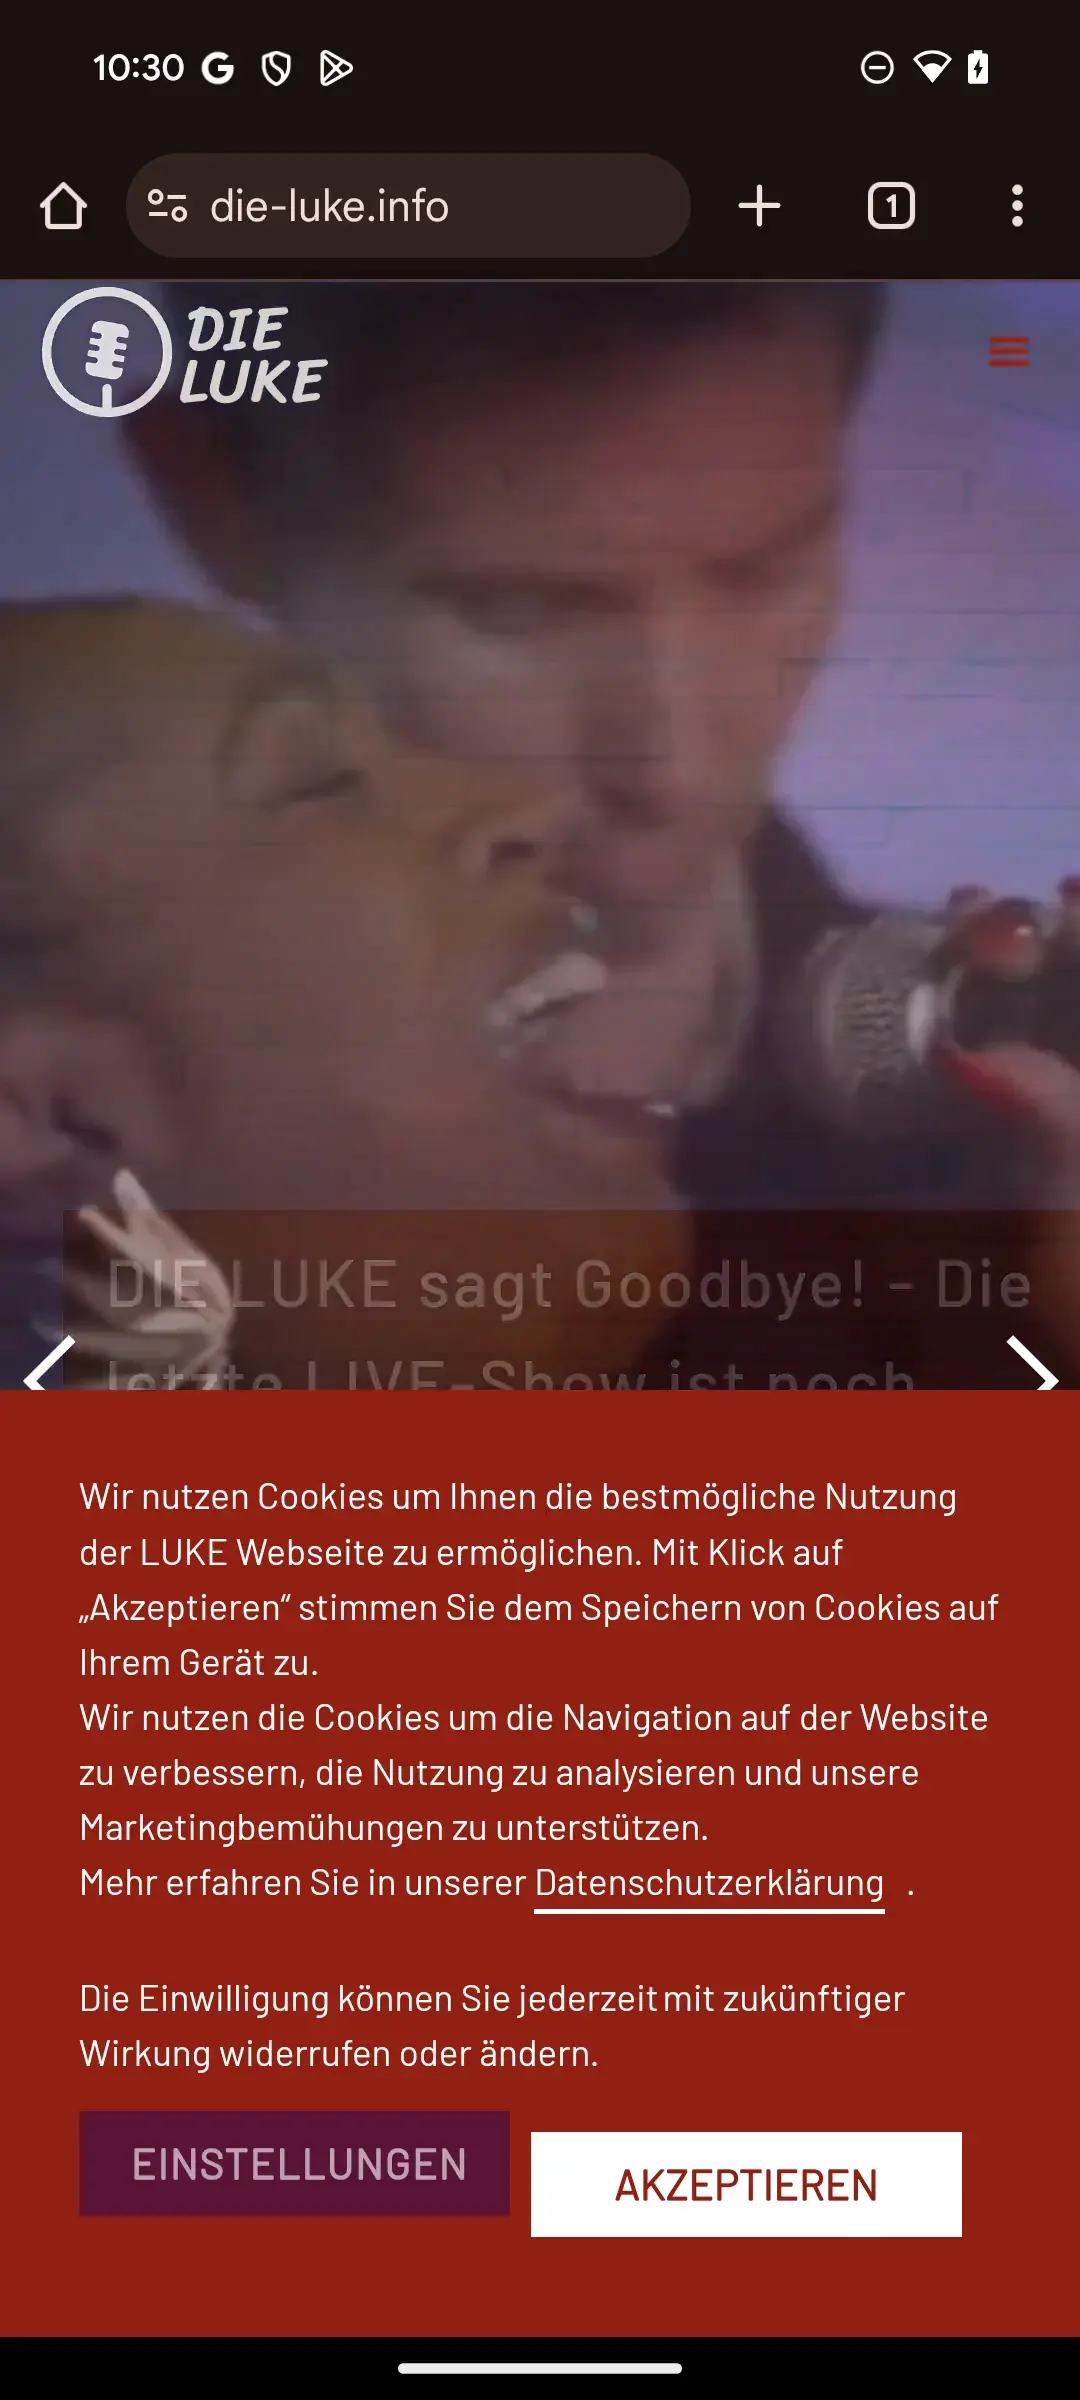 10:30
die-luke.info
1
DIE
LUKE
DIE LUKE sagt Goodbye! - Die
letzte LIVE-Show ist noch
Wir nutzen Cookies um Ihnen die bestmögliche Nutzung
der LUKE Webseite zu ermöglichen. Mit Klick auf
„Akzeptieren“ stimmen Sie dem Speichern von Cookies auf
Ihrem Gerät zu.
Wir nutzen die Cookies um die Navigation auf der Website
zu verbessern, die Nutzung zu analysieren und unsere
Marketingbemühungen zu unterstützen.
Mehr erfahren Sie in unserer Datenschutzerklärung .
Die Einwilligung können Sie jederzeit mit zukünftiger
Wirkung widerrufen oder ändern.
EINSTELLUNGEN
AKZEPTIEREN